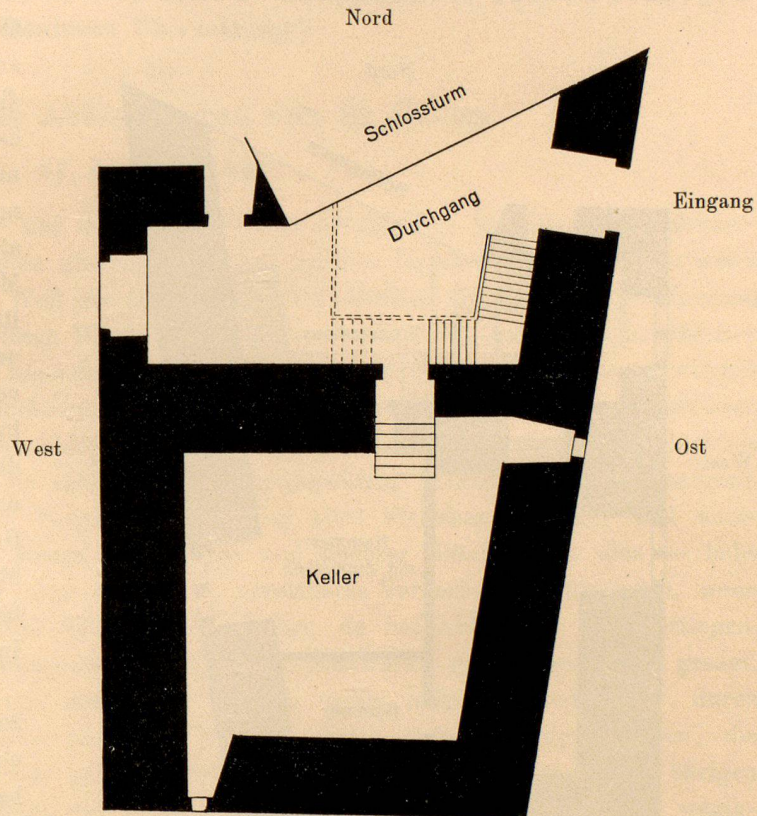 Nord
Schlossturm
Eingang
Durchgang
West
Ost
Keller